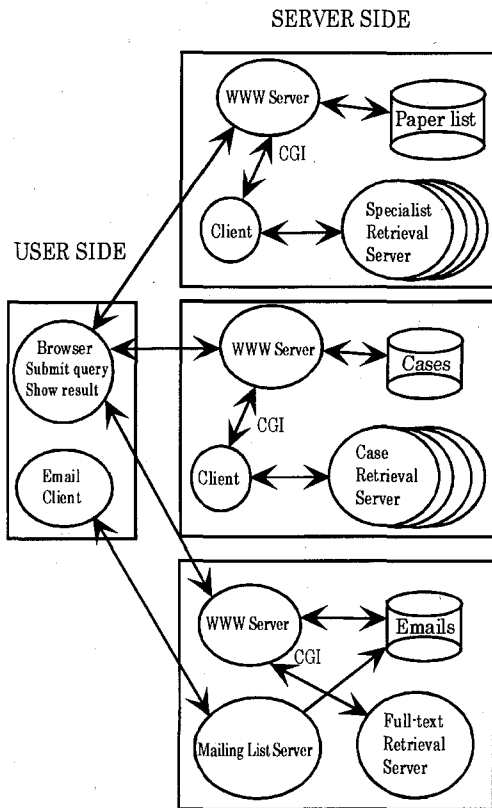 SERVER SIDE
WWW Server
Paper list
CGI
Client
Specialist
Retrieval
Server
USER SIDE
Browser
Submit query
Show result
Email
Client
WWW Server
Cases
CGI
Client
Case
Retrieval
Server
WWW Server
Emails
CGI
Mailing List Server
Full-text
Retrieval
Server